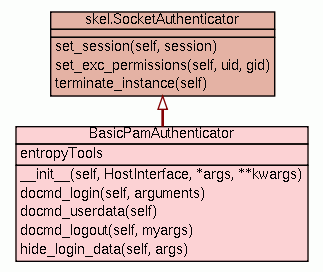 skel.SocketAuthenticator
set_session(self, session)
set_exc_permissions(self, uid, gid)
terminate_instance(self)
BasicPamAuthenticator
entropyTools
__init__(self, HostInterface, *args, **kwargs)
docmd_login(self, arguments)
docmd_userdata(self)
docmd_logout(self, myargs)
hide_login_data(self, args)